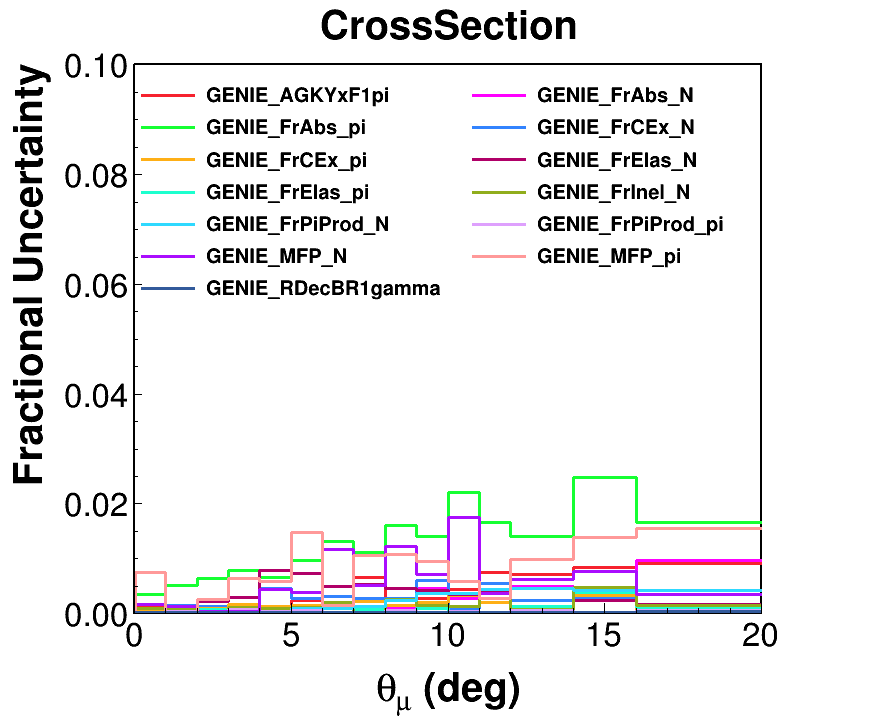 CrossSection
Fractional Uncertainty
0.10
0.08
0.06
0.04
0.02
0.00
GENIE_AGKYxF1pi
GENIE_FrAbs_N
GENIE_FrAbs_pi
GENIE_FrCEx_N
GENIE_FrCEx_pi
GENIE_FrElas_N
GENIE_FrElas_pi
GENIE_FrInel_N
GENIE_FrPiProd_N
GENIE_FrPiProd_pi
GENIE_MFP_N
GENIE_MFP_pi
GENIE_RDecBR1gamma
0 5 10 15 20
θμ (deg)